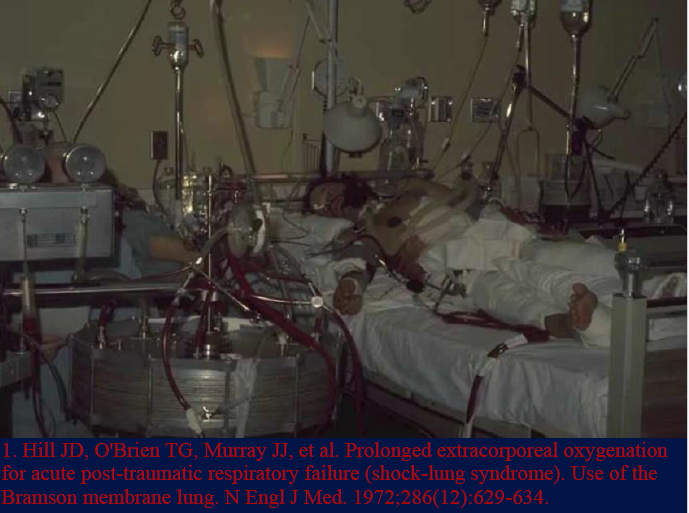 1. Hill JD, O'Brien TG, Murray JJ, et al. Prolonged extracorporeal oxygenation
for acute post-traumatic respiratory failure (shock-lung syndrome). Use of the
Bramson membrane lung. N Engl J Med. 1972;286(12):629-634.